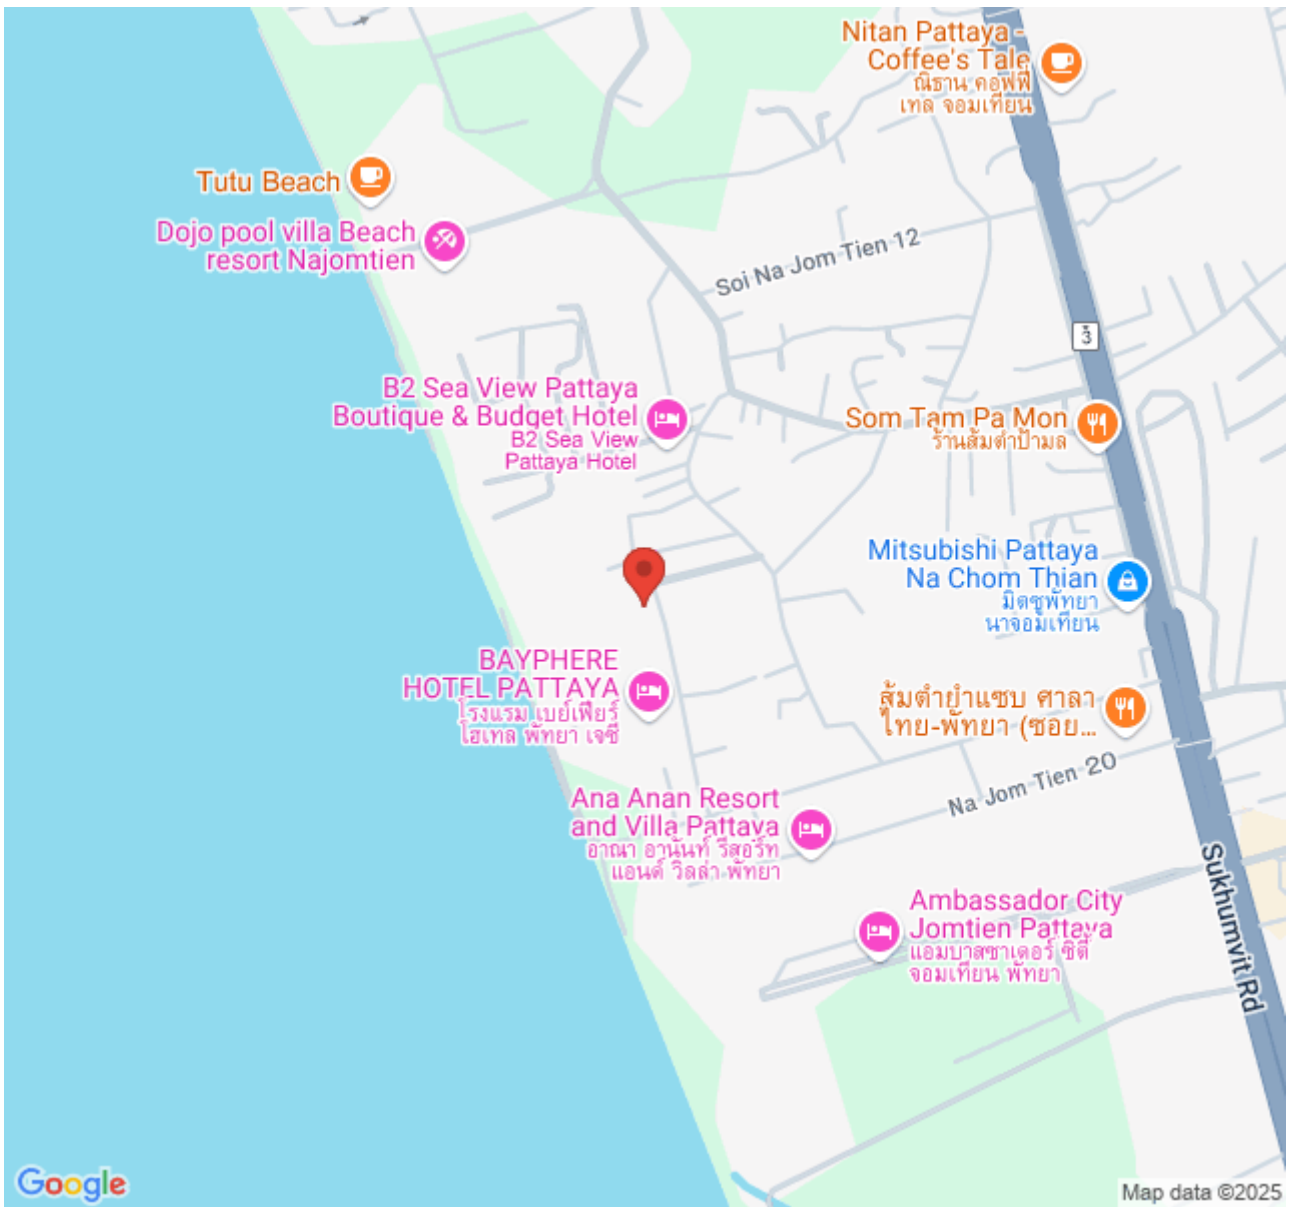 Nitan Pattaya -
Coffee's Tale
ณิธาน คอฟฟี่
เทล จอมเทียน
Tutu Beach
Dojo pool villa Beach
resort Najomtien
Soi Na Jom Tien 12
3
B2 Sea View Pattaya
Boutique & Budget Hotel
B2 Sea View
Pattaya Hotel
Som Tam Pa Mon
ร้านส้มตำป้ามล
Mitsubishi Pattaya
Na Chom Thian
มิตซูพัทยา
นาจอมเทียน
BAYPHERE
HOTEL PATTAYA
โรงแรม เบย์เฟียร์
โฮเทล พัทยา เจซี
ส้มตำยำแซบ ศาลา
ไทย-พัทยา (ซอย...
Na Jom Tien 20
Ana Anan Resort
and Villa Pattaya
อาณา อานันท์ รีสอร์ท
แอนด์ วิลล่า พัทยา
Sukhumvit Rd
Ambassador City
Jomtien Pattaya
แอมบาสซาเดอร์ ซิตี้
จอมเทียน พัทยา
Google
Map data ©2025